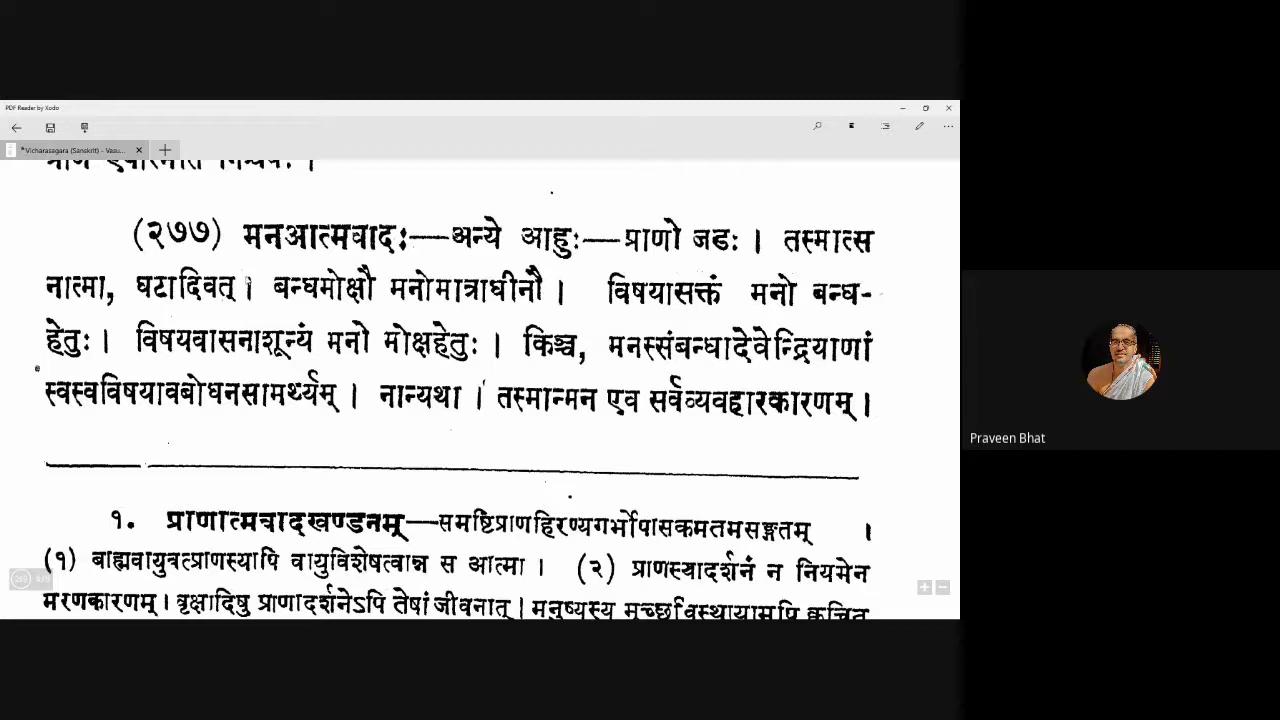 PDF Reader by Xodo
*Vicharasagara (Sanskrit) - Vasu...
(२७७) मनआत्मवादः—अन्ये आहुः—प्राणो जडः । तस्मात्स
नात्मा, घटादिवत् । बन्धमोक्षौ मनोमात्राधीनौ । विषयासक्तं मनो बन्ध-
हेतुः । विषयवासनाशून्यं मनो मोक्षहेतुः । किञ्च, मनस्संबन्धादेवेन्द्रियाणां
स्वस्वविषयावबोधनसामर्थ्यम् । नान्यथा । तस्मान्मन एव सर्वव्यवहारकारणम् ।
१. प्राणात्मवादखण्डनम्—समष्टिप्राणहिरण्यगर्भोपासकमतमसङ्गतम् ।
(१) बाह्यवायुवत्प्राणस्यापि वायुविशेषत्वान्न स आत्मा । (२) प्राणस्यादर्शनं न नियमेन
मरणकारणम् । वृक्षादिषु प्राणादर्शनेऽपि तेषां जीवनात् । मनुष्यस्य मूर्च्छावस्थायामपि क्वचित्
Praveen Bhat